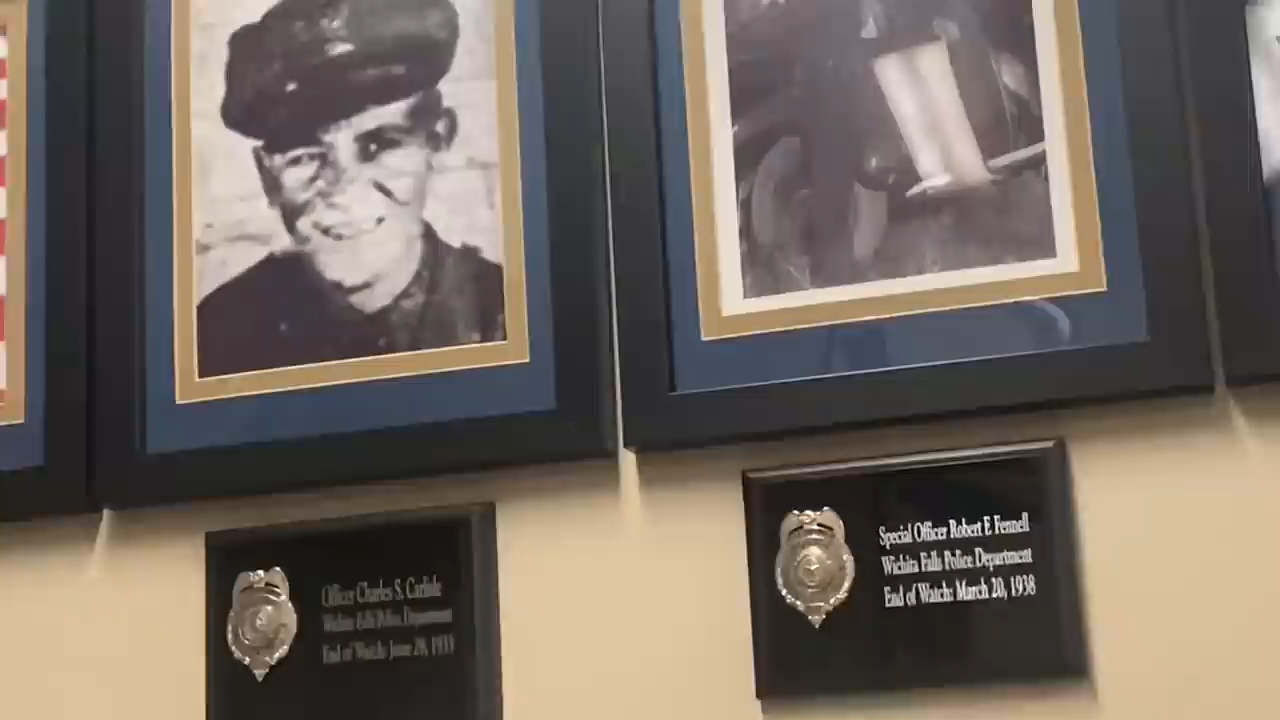 Officer Charles S. Carlisle
Wichita Falls Police Department
End of Watch: June
Special Officer Robert E Fennell
Wichita Falls Police Department
End of Watch: March 20, 1938